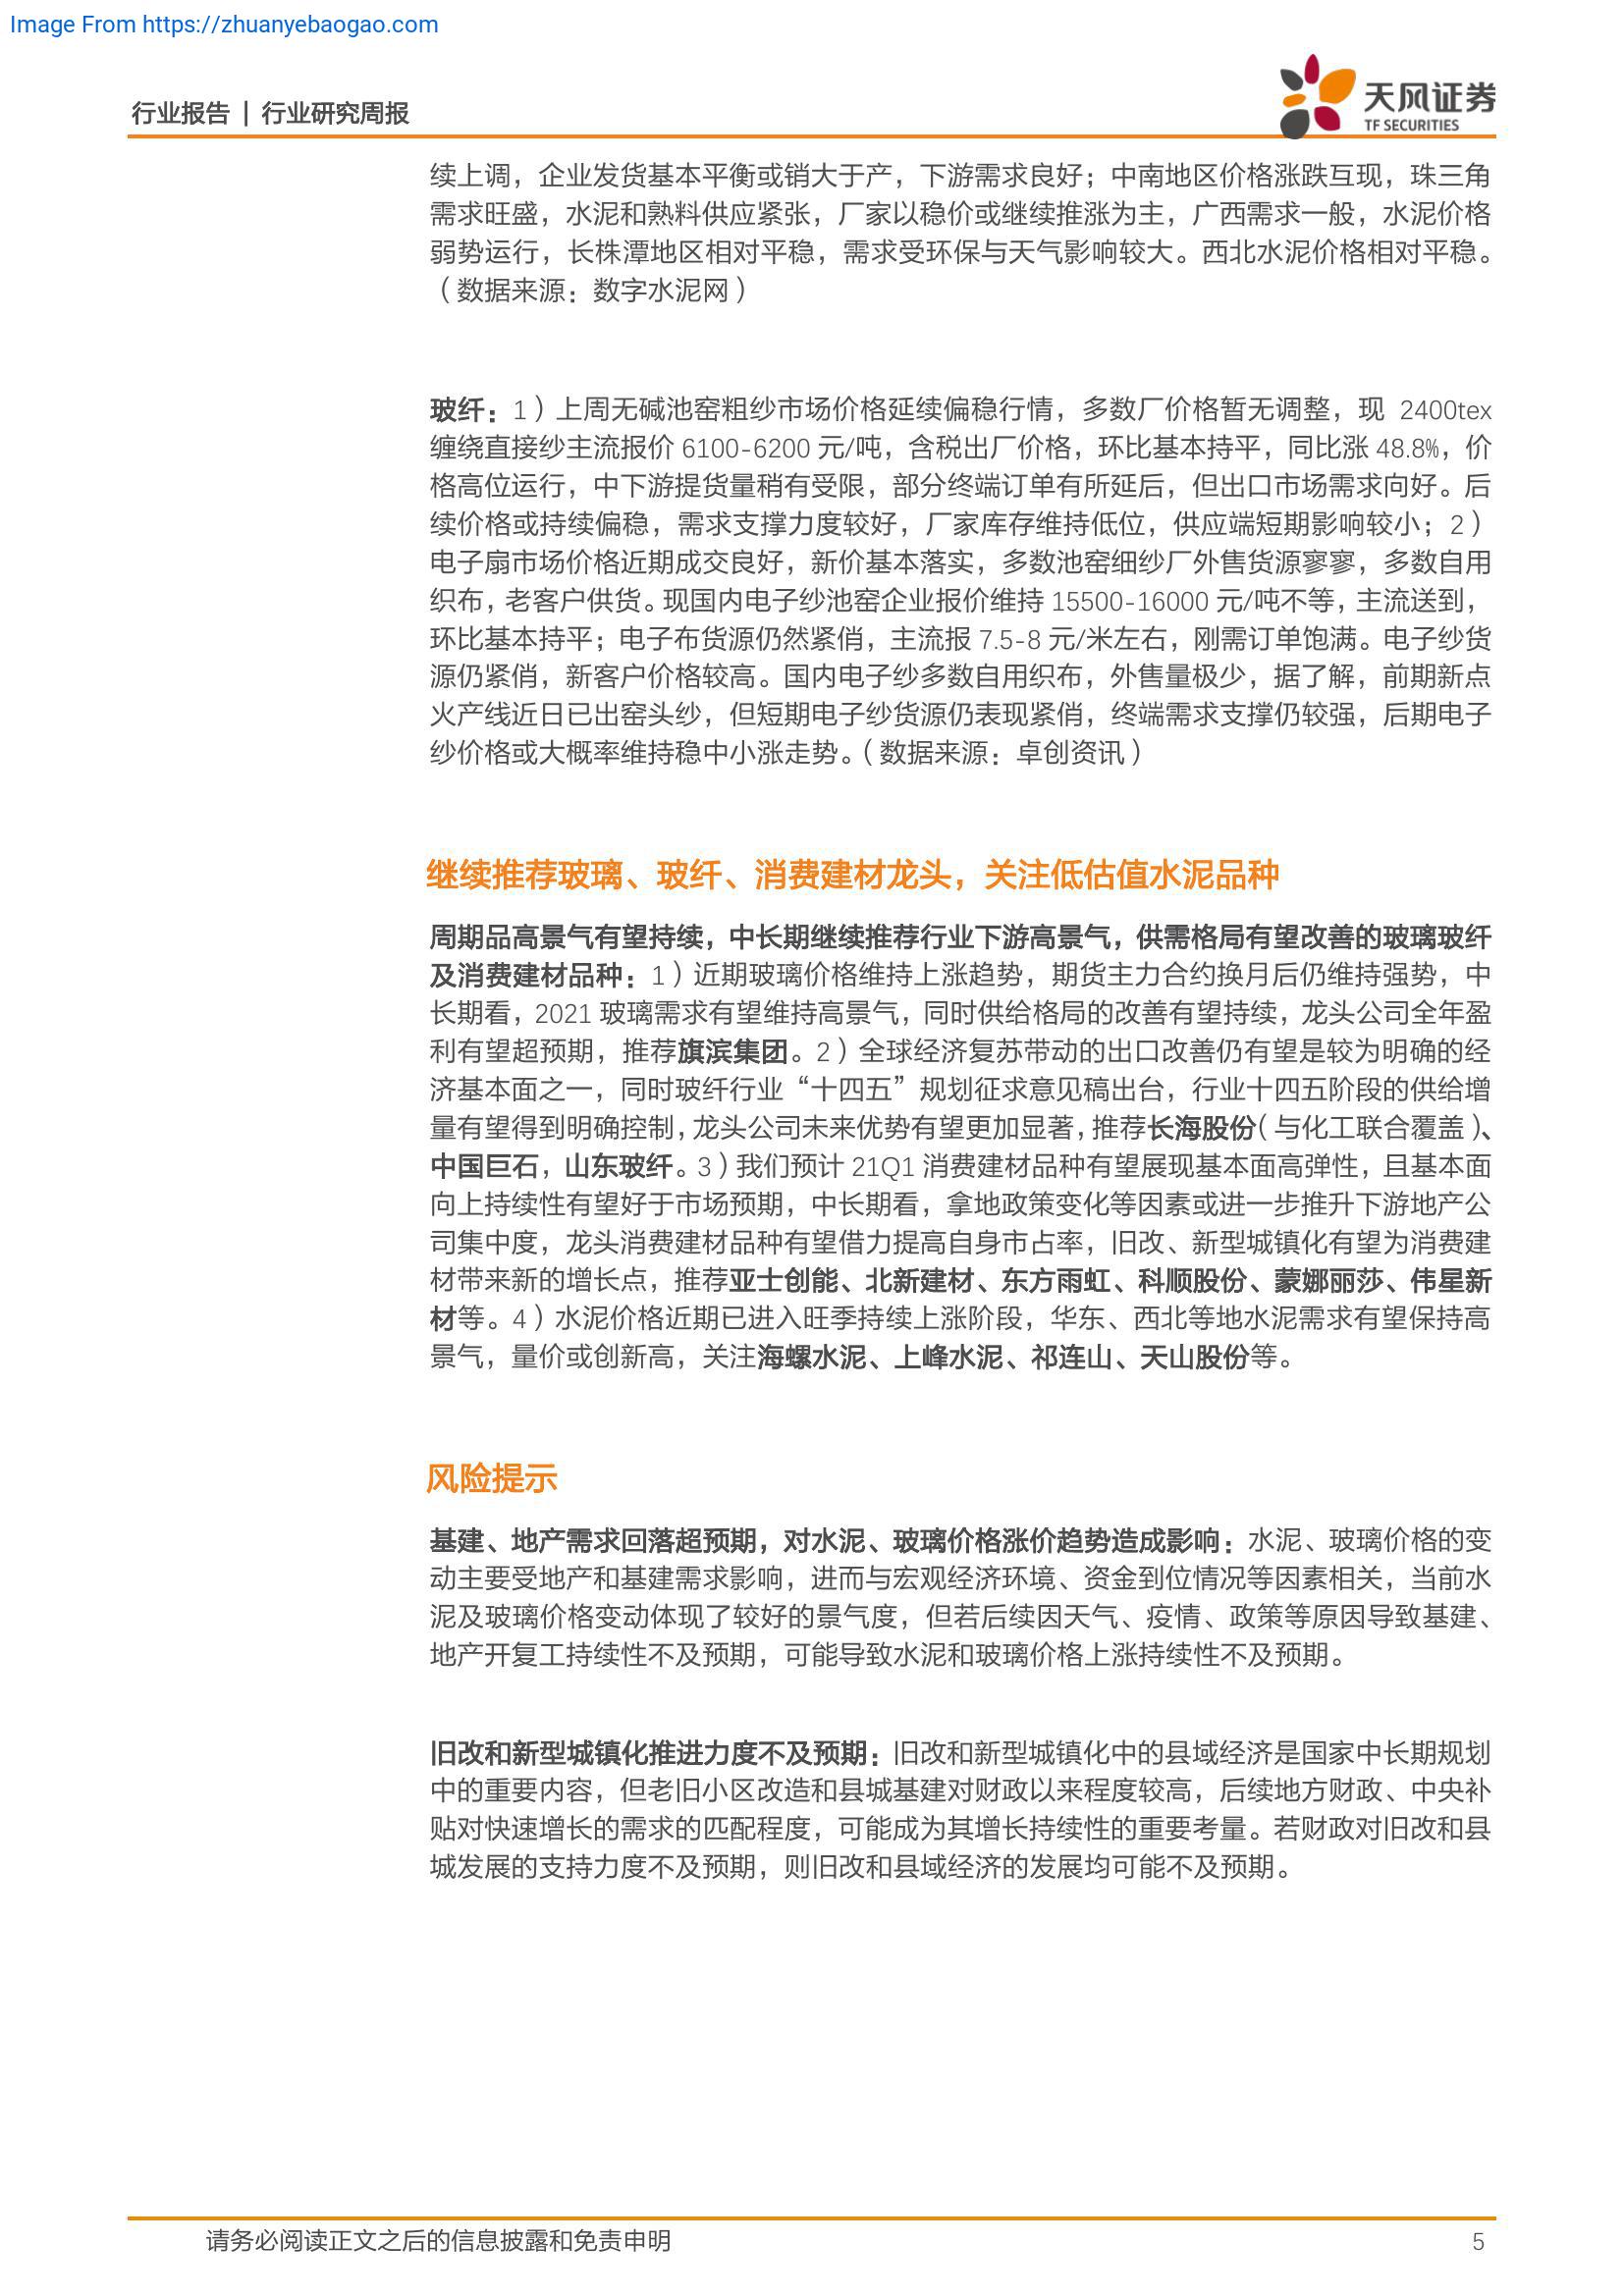 Image From https://zhuanyebaogao.com
行业报告 | 行业研究周报
天风证券
TF SECURITIES
续上调，企业发货基本平衡或销大于产，下游需求良好；中南地区价格涨跌互现，珠三角
需求旺盛，水泥和熟料供应紧张，厂家以稳价或继续推涨为主，广西需求一般，水泥价格
弱势运行，长株潭地区相对平稳，需求受环保与天气影响较大。西北水泥价格相对平稳。
（数据来源：数字水泥网）
玻纤：1）上周无碱池窑粗纱市场价格延续偏稳行情，多数厂价格暂无调整，现 2400tex
缠绕直接纱主流报价 6100-6200 元/吨，含税出厂价格，环比基本持平，同比涨 48.8%，价
格高位运行，中下游提货量稍有受限，部分终端订单有所延后，但出口市场需求向好。后
续价格或持续偏稳，需求支撑力度较好，厂家库存维持低位，供应端短期影响较小；2）
电子扇市场价格近期成交良好，新价基本落实，多数池窑细纱厂外售货源寥寥，多数自用
织布，老客户供货。现国内电子纱池窑企业报价维持 15500-16000 元/吨不等，主流送到，
环比基本持平；电子布货源仍然紧俏，主流报 7.5-8 元/米左右，刚需订单饱满。电子纱货
源仍紧俏，新客户价格较高。国内电子纱多数自用织布，外售量极少，据了解，前期新点
火产线近日已出窑头纱，但短期电子纱货源仍表现紧俏，终端需求支撑仍较强，后期电子
纱价格或大概率维持稳中小涨走势。（数据来源：卓创资讯）
继续推荐玻璃、玻纤、消费建材龙头，关注低估值水泥品种
周期品高景气有望持续，中长期继续推荐行业下游高景气，供需格局有望改善的玻璃玻纤
及消费建材品种：1）近期玻璃价格维持上涨趋势，期货主力合约换月后仍维持强势，中
长期看，2021 玻璃需求有望维持高景气，同时供给格局的改善有望持续，龙头公司全年盈
利有望超预期，推荐旗滨集团。2）全球经济复苏带动的出口改善仍有望是较为明确的经
济基本面之一，同时玻纤行业“十四五”规划征求意见稿出台，行业十四五阶段的供给增
量有望得到明确控制，龙头公司未来优势有望更加显著，推荐长海股份（与化工联合覆盖）、
中国巨石，山东玻纤。3）我们预计 21Q1 消费建材品种有望展现基本面高弹性，且基本面
向上持续性有望好于市场预期，中长期看，拿地政策变化等因素或进一步推升下游地产公
司集中度，龙头消费建材品种有望借力提高自身市占率，旧改、新型城镇化有望为消费建
材带来新的增长点，推荐亚士创能、北新建材、东方雨虹、科顺股份、蒙娜丽莎、伟星新
材等。4）水泥价格近期已进入旺季持续上涨阶段，华东、西北等地水泥需求有望保持高
景气，量价或创新高，关注海螺水泥、上峰水泥、祁连山、天山股份等。
风险提示
基建、地产需求回落超预期，对水泥、玻璃价格涨价趋势造成影响：水泥、玻璃价格的变
动主要受地产和基建需求影响，进而与宏观经济环境、资金到位情况等因素相关，当前水
泥及玻璃价格变动体现了较好的景气度，但若后续因天气、疫情、政策等原因导致基建、
地产开复工持续性不及预期，可能导致水泥和玻璃价格上涨持续性不及预期。
旧改和新型城镇化推进力度不及预期：旧改和新型城镇化中的县域经济是国家中长期规划
中的重要内容，但老旧小区改造和县城基建对财政以来程度较高，后续地方财政、中央补
贴对快速增长的需求的匹配程度，可能成为其增长持续性的重要考量。若财政对旧改和县
城发展的支持力度不及预期，则旧改和县域经济的发展均可能不及预期。
请务必阅读正文之后的信息披露和免责申明
5